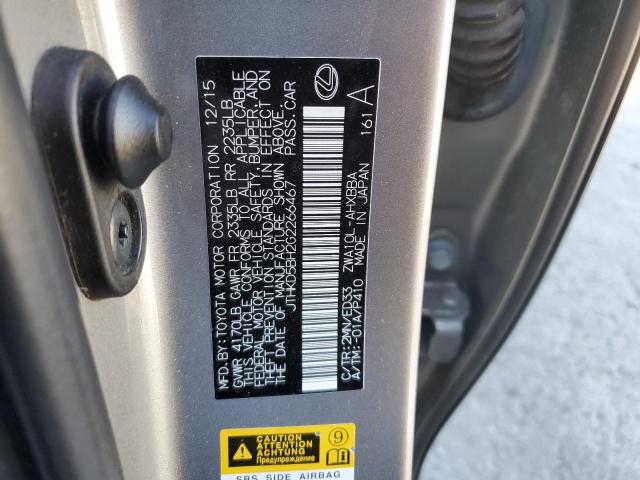 MFD. BY: TOYOTA MOTOR CORPORATION 12/15
GVWR 4170LB GAWR FR 2335LB RR 2235LB
THIS VEHICLE CONFORMS TO ALL APPLICABLE
FEDERAL MOTOR VEHICLE SAFETY, BUMPER, AND
THEFT PREVENTION STANDARDS IN EFFECT ON
THE DATE OF MANUFACTURE SHOWN ABOVE.
JTHKD5BH2G2266467 PASS.CAR
C/TR:2MN/ED33 ZWA10L-AHXBBA 161 A
A/TM:-01A/P410 MADE IN JAPAN
CAUTION
ATTENTION
ACHTUNG
Предупреждение
9
SRS SIDE AIRBAG